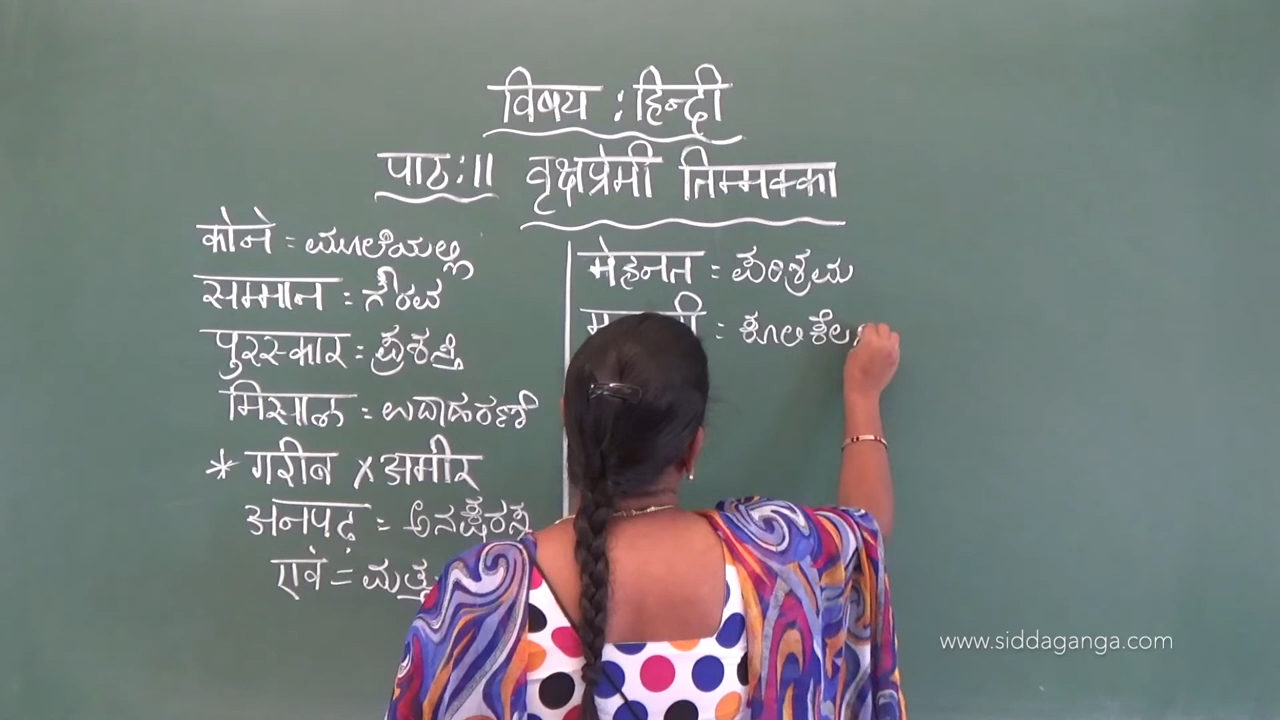 विषय : हिन्दी
पाठ:11 वृक्षप्रेमी तिम्मक्का
कोने = ಮೂಲೆಯಲ್ಲಿ
सम्मान = ಗೌರವ
पुरस्कार = ಪ್ರಶಸ್ತಿ
मिसाल = ಉದಾಹರಣೆ
* गरीब X अमीर
अनपढ़ = ಅನಕ್ಷರಸ್ಥ
एवं =
मेहनत = ಪರಿಶ್ರಮ
= ಕೂಲಿಕೆಲಸ
www.siddaganga.com